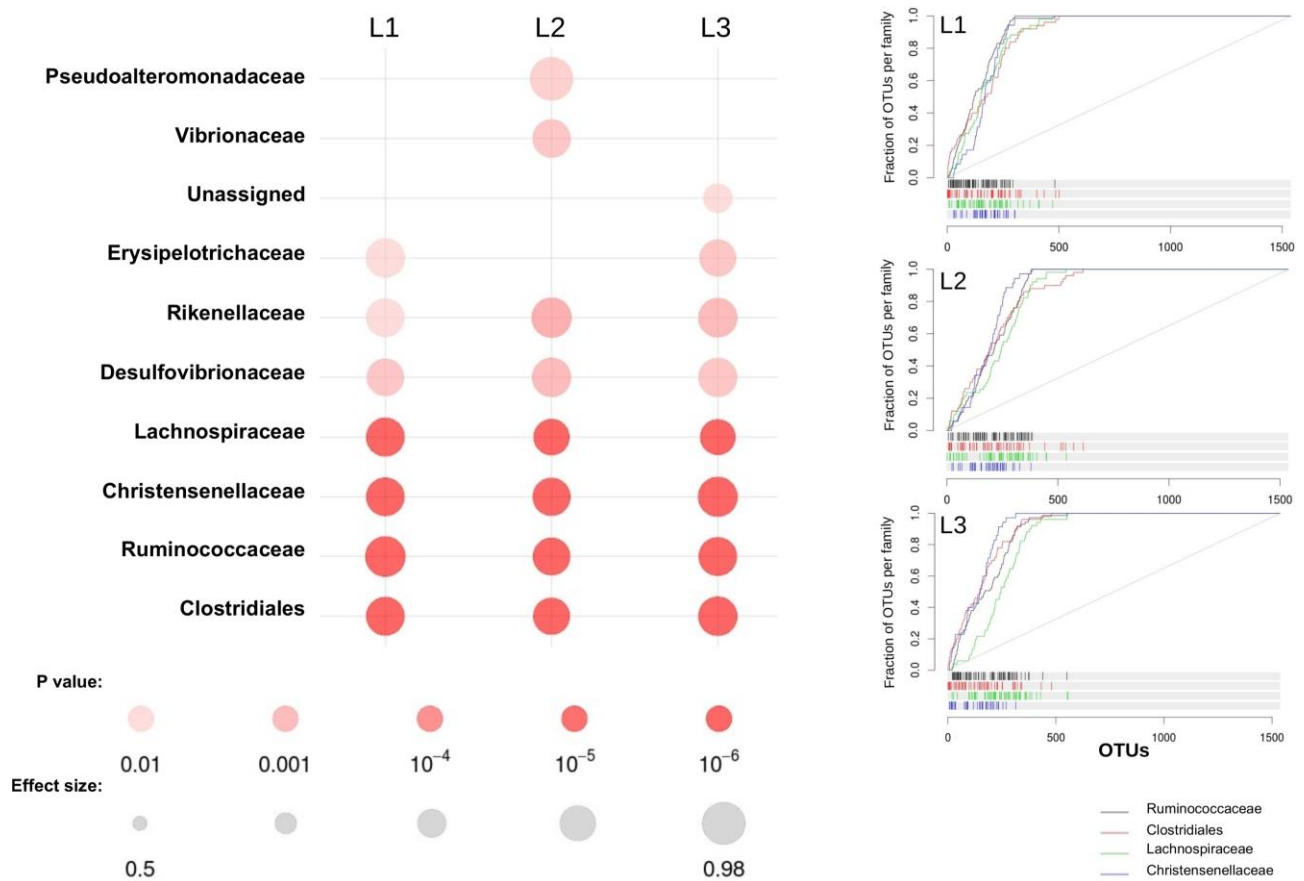 L1 L2 L3
Pseudoalteromonadaceae
Vibrionaceae
Unassigned
Erysipelotrichaceae
Rikenellaceae
Desulfovibrionaceae
Lachnospiraceae
Christensenellaceae
Ruminococcaceae
Clostridiales
P value:
0.01 0.001 10−4 10−5 10−6
Effect size:
0.5 0.98
L1
Fraction of OTUs per family
1.0
0.8
0.6
0.4
0.2
0.0
0 500 1000 1500
L2
Fraction of OTUs per family
1.0
0.8
0.6
0.4
0.2
0.0
0 500 1000 1500
L3
Fraction of OTUs per family
1.0
0.8
0.6
0.4
0.2
0.0
0 500 1000 1500
OTUs
Ruminococcaceae
Clostridiales
Lachnospiraceae
Christensenellaceae